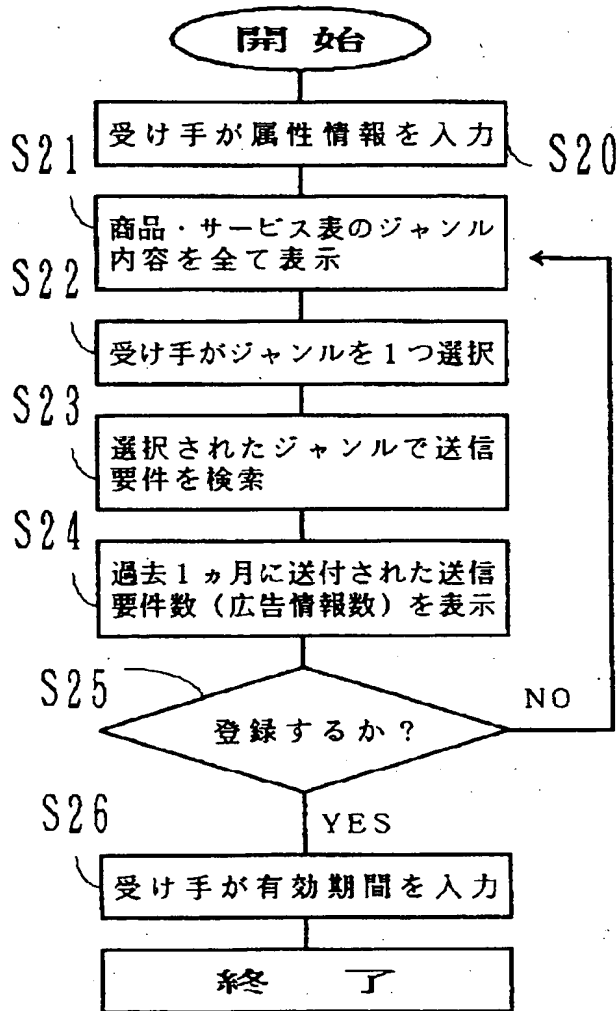 開始
受け手が属性情報を入力
S20
S21
商品・サービス表のジャンル
内容を全て表示
S22
受け手がジャンルを1つ選択
S23
選択されたジャンルで送信
要件を検索
S24
過去1ヵ月に送付された送信
要件数(広告情報数)を表示
S25
登録するか?
NO
YES
S26
受け手が有効期間を入力
終了